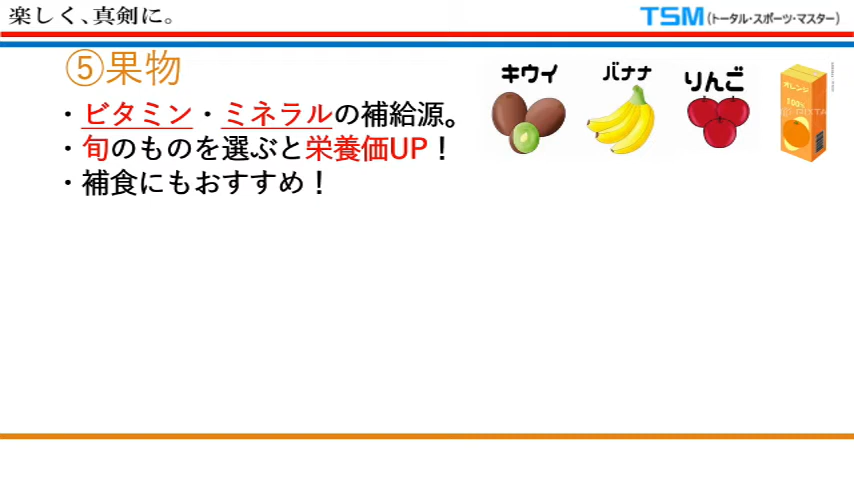 楽しく、真剣に。
TSM(トータル・スポーツ・マスター)
⑤果物
・ビタミン・ミネラルの補給源。
・旬のものを選ぶと栄養価UP！
・補食にもおすすめ！
キウイ
バナナ
りんご
オレンジ
100%